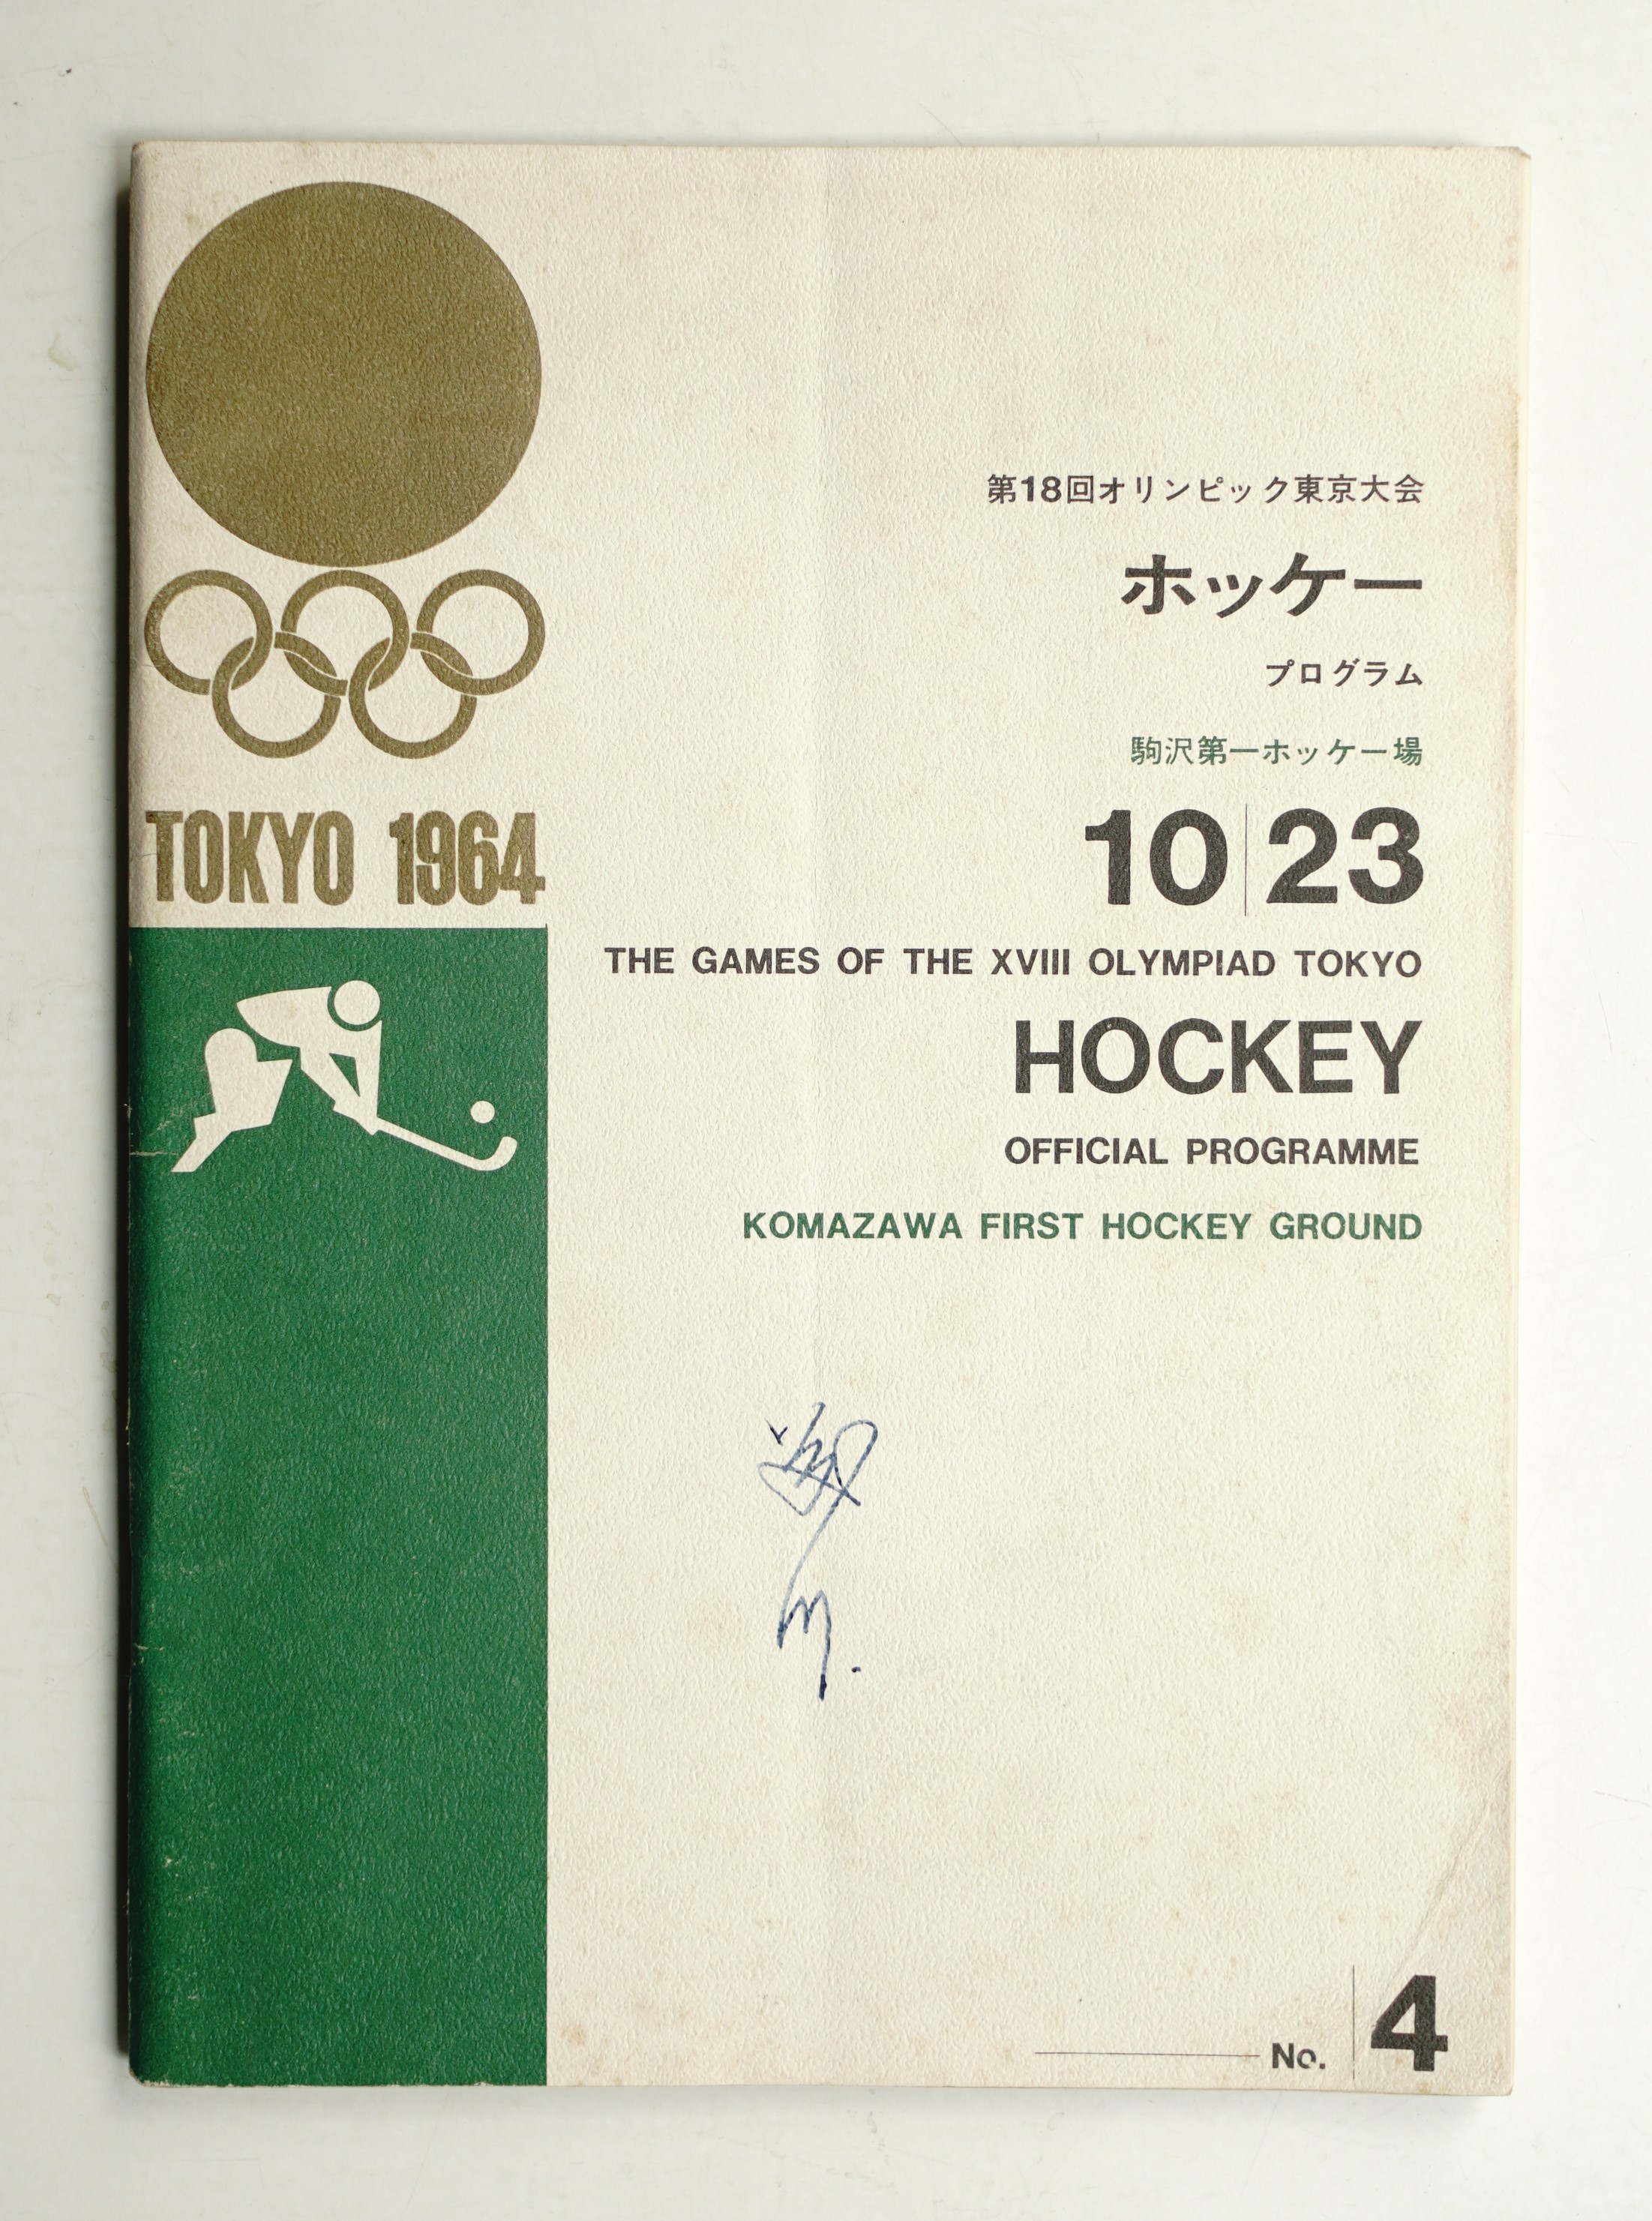 TOKYO 1964
第18回オリンピック東京大会
ホッケー
プログラム
駒沢第一ホッケー場
10|23
THE GAMES OF THE XVIII OLYMPIAD TOKYO
HOCKEY
OFFICIAL PROGRAMME
KOMAZAWA FIRST HOCKEY GROUND
No. 4